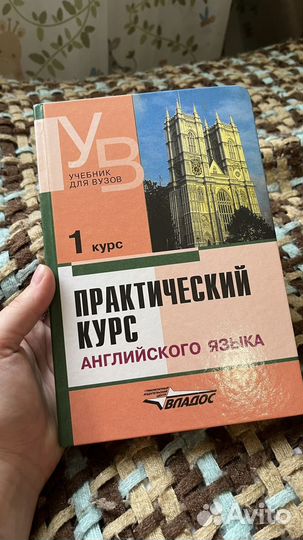 УВ
УЧЕБНИК
ДЛЯ ВУЗОВ
1 курс
ПРАКТИЧЕСКИЙ
КУРС
АНГЛИЙСКОГО ЯЗЫКА
ВЛАДОС
Avito